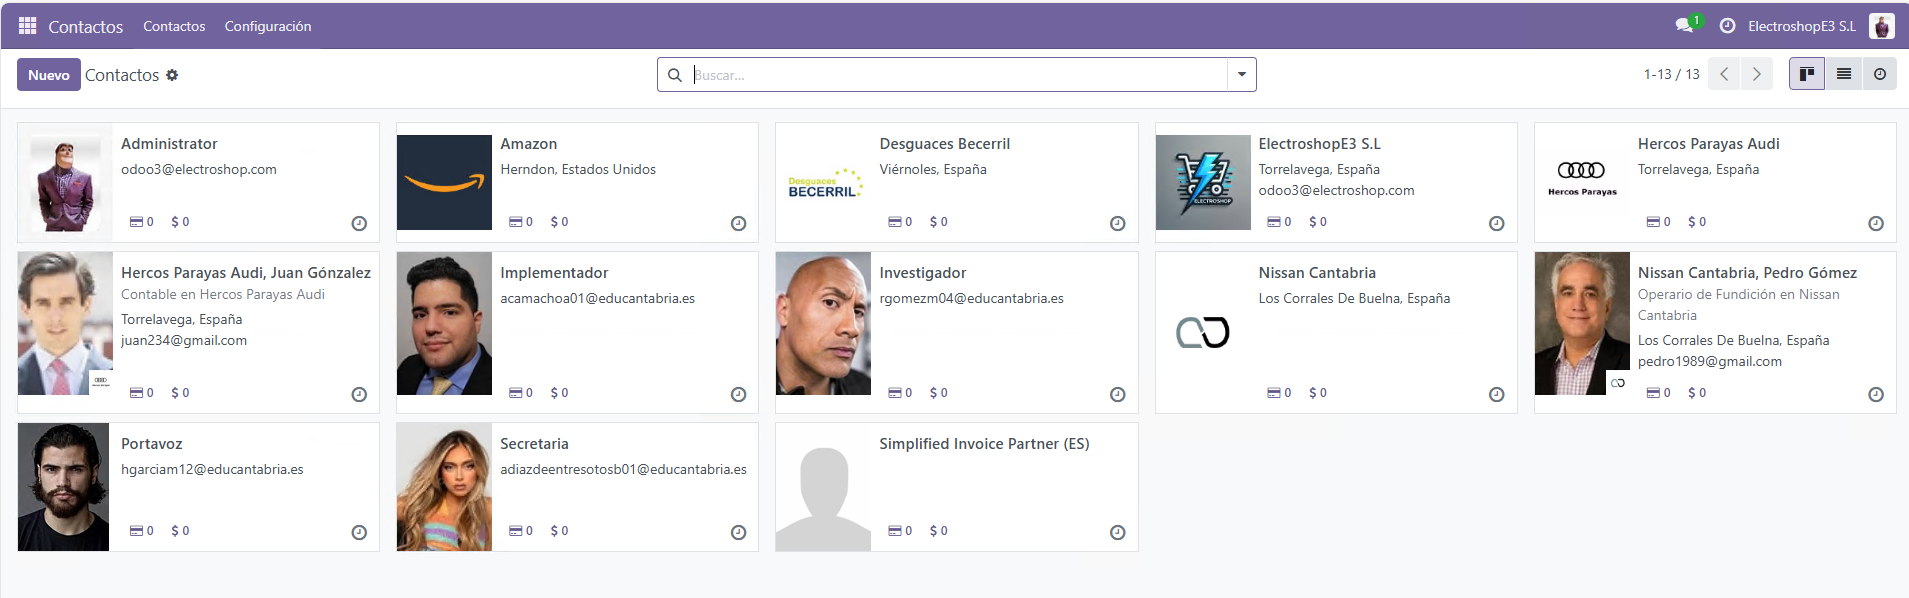 Contactos Contactos Configuración 1 ElectroshopE3 S.L
Nuevo Contactos Buscar... 1-13 / 13
Administrator
odoo3@electroshop.com
0 $ 0
Amazon
Herndon, Estados Unidos
0 $ 0
Desguaces
BECERRIL
Desguaces Becerril
Viérnoles, España
0 $ 0
ELECTROSHOP
ElectroshopE3 S.L
Torrelavega, España
odoo3@electroshop.com
0 $ 0
Hercos Parayas
Hercos Parayas Audi
Torrelavega, España
0 $ 0
Hercos Parayas Audi, Juan Gónzalez
Contable en Hercos Parayas Audi
Torrelavega, España
juan234@gmail.com
0 $ 0
Implementador
acamachoa01@educantabria.es
0 $ 0
Investigador
rgomezm04@educantabria.es
0 $ 0
Nissan Cantabria
Los Corrales De Buelna, España
0 $ 0
Nissan Cantabria, Pedro Gómez
Operario de Fundición en Nissan
Cantabria
Los Corrales De Buelna, España
pedro1989@gmail.com
0 $ 0
Portavoz
hgarciam12@educantabria.es
0 $ 0
Secretaria
adiazdeentresotosb01@educantabria.es
0 $ 0
Simplified Invoice Partner (ES)
0 $ 0